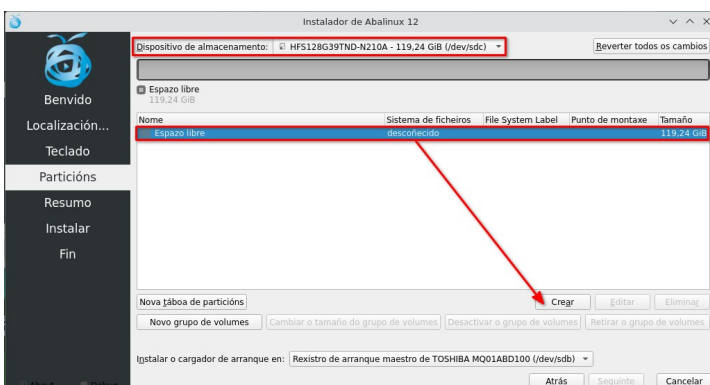 Instalador de Abalinux 12
Dispositivo de almacenamento: HFS128G39TND-N210A - 119,24 GiB (/dev/sdc) Reverter todos os cambios
Espazo libre
119,24 GiB
Benvido
Localización...
Teclado
Particións
Resumo
Instalar
Fin
Nome Sistema de ficheiros File System Label Punto de montaxe Tamaño
Espazo libre descoñecido 119,24 GiB
Nova táboa de particións Crear Editar Eliminar
Novo grupo de volumes Cambiar o tamaño do grupo de volumes Desactivar o grupo de volumes Retirar o grupo de volumes
Instalar o cargador de arranque en: Rexistro de arranque maestro de TOSHIBA MQ01ABD100 (/dev/sdb)
About Debug Atrás Seguinte Cancelar